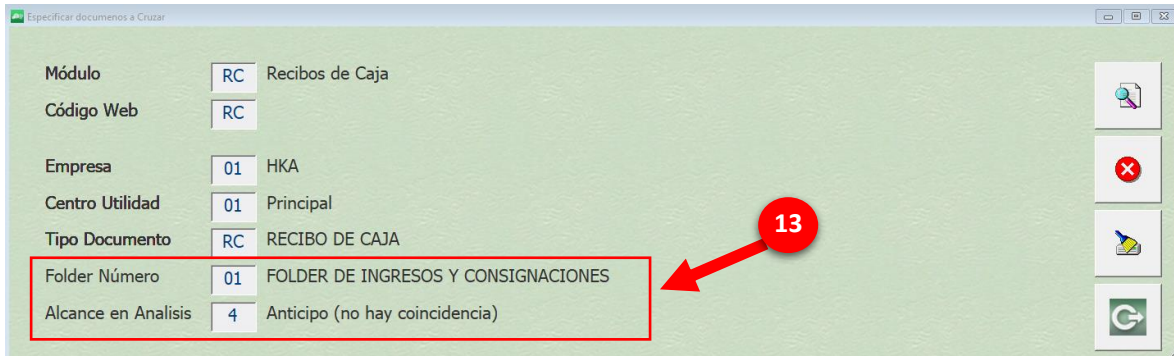 Especificar documenos a Cruzar
Módulo RC Recibos de Caja
Código Web RC
Empresa 01 HKA
Centro Utilidad 01 Principal
13
Tipo Documento RC RECIBO DE CAJA
Folder Número 01 FOLDER DE INGRESOS Y CONSIGNACIONES
Alcance en Analisis 4 Anticipo (no hay coincidencia)